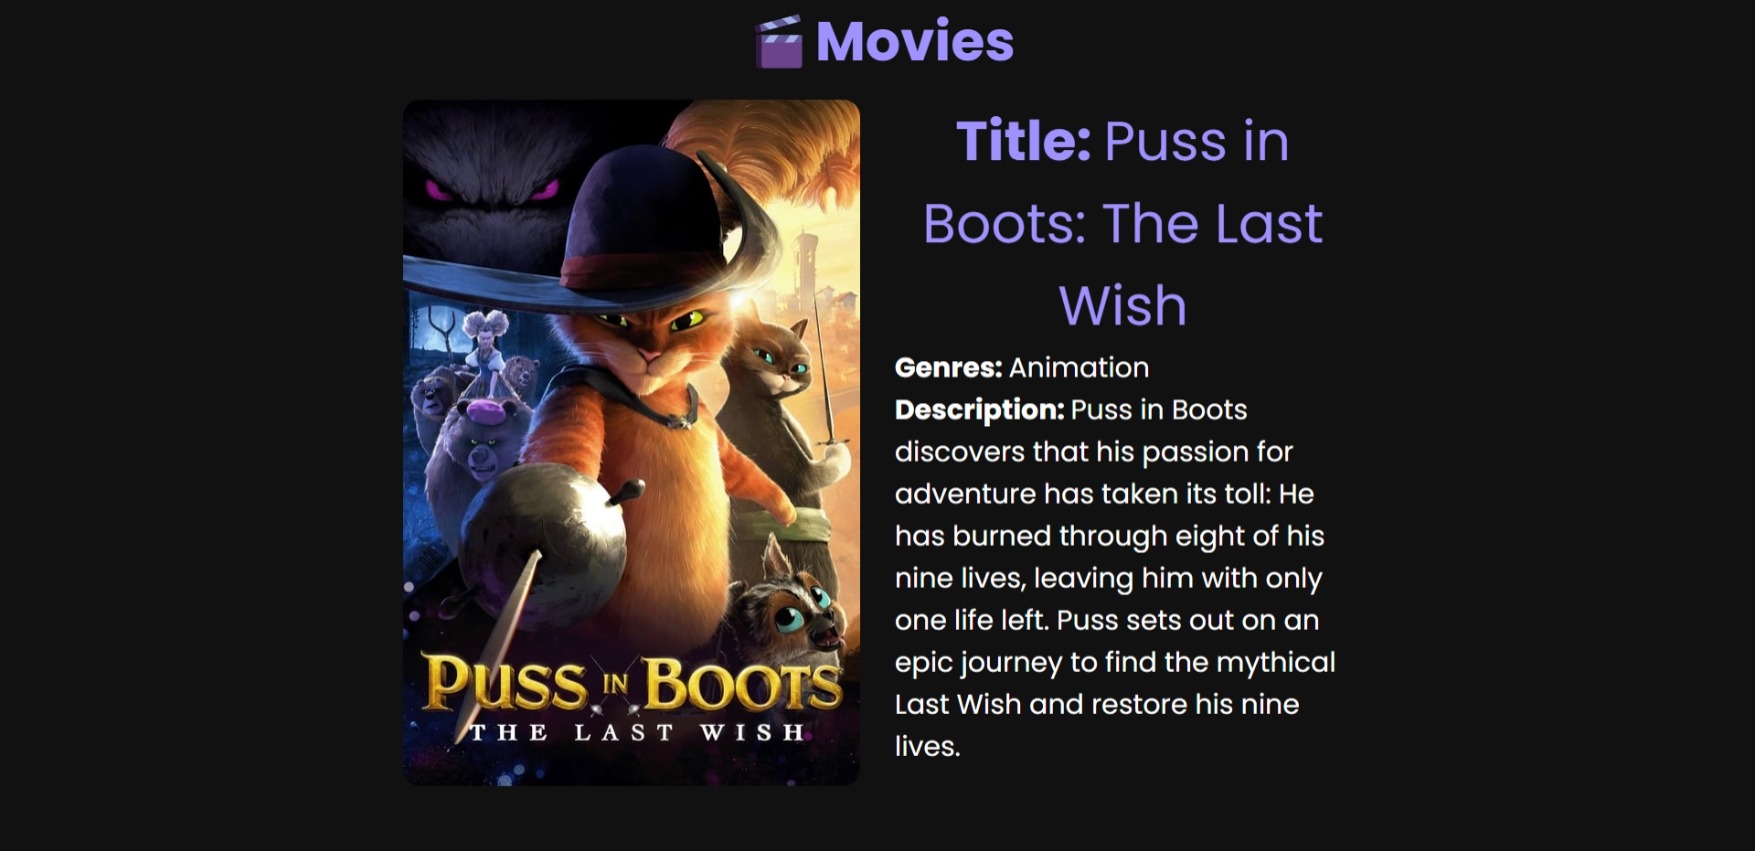 Movies
PUSS IN BOOTS
THE LAST WISH
Title: Puss in
Boots: The Last
Wish
Genres: Animation
Description: Puss in Boots
discovers that his passion for
adventure has taken its toll: He
has burned through eight of his
nine lives, leaving him with only
one life left. Puss sets out on an
epic journey to find the mythical
Last Wish and restore his nine
lives.